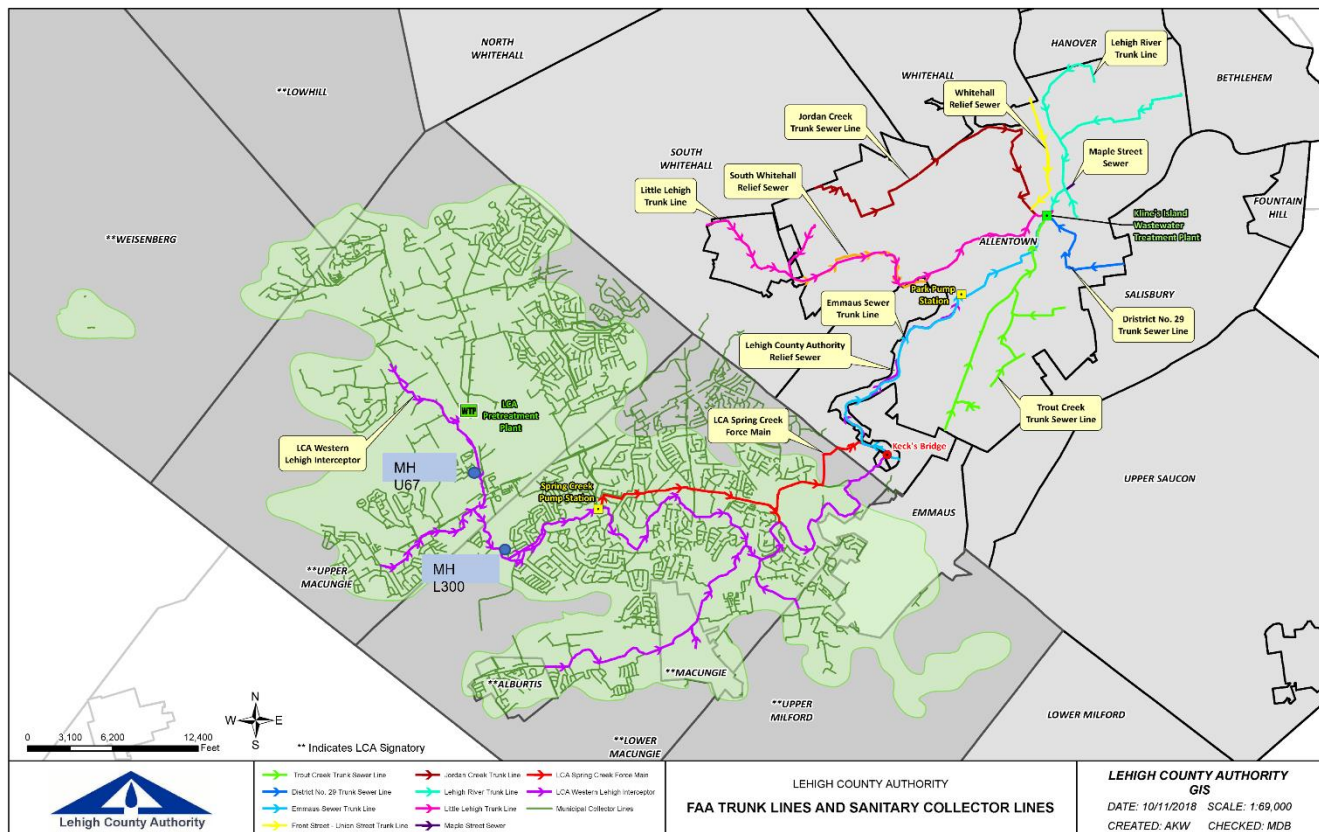 NORTH
WHITEHALL
**LOWHILL
WHITEHALL
HANOVER
Lehigh River
Trunk Line
BETHLEHEM
Whitehall
Relief Sewer
Jordan Creek
Trunk Sewer Line
SOUTH
WHITEHALL
South Whitehall
Relief Sewer
Maple Street
Sewer
Little Lehigh
Trunk Line
FOUNTAIN
HILL
**WEISENBERG
Kline's Island
Wastewater
Treatment Plant
ALLENTOWN
Park Pump
Station
SALISBURY
Emmaus Sewer
Trunk Line
Dristrict No. 29
Trunk Sewer Line
Lehigh County Authority
Relief Sewer
WTP
LCA
Pretreatment
Plant
LCA Spring Creek
Force Main
Trout Creek
Trunk Sewer Line
LCA Western
Lehigh Interceptor
Keck's Bridge
MH
U67
UPPER SAUCON
Spring Creek
Pump Station
EMMAUS
MH
L300
**UPPER
MACUNGIE
**MACUNGIE
**ALBURTIS
**UPPER
MILFORD
LOWER MILFORD
**LOWER
MACUNGIE
N
W E
S
0 3,100 6,200 12,400
Feet
** Indicates LCA Signatory
Lehigh County Authority
Trout Creek Trunk Sewer Line
District No. 29 Trunk Sewer Line
Emmaus Sewer Trunk Line
Front Street - Union Street Trunk Line
Jordan Creek Trunk Line
Lehigh River Trunk Line
Little Lehigh Trunk Line
Maple Street Sewer
LCA Spring Creek Force Main
LCA Western Lehigh Interceptor
Municipal Collector Lines
LEHIGH COUNTY AUTHORITY
FAA TRUNK LINES AND SANITARY COLLECTOR LINES
LEHIGH COUNTY AUTHORITY
GIS
DATE: 10/11/2018 SCALE: 1:69,000
CREATED: AKW CHECKED: MDB